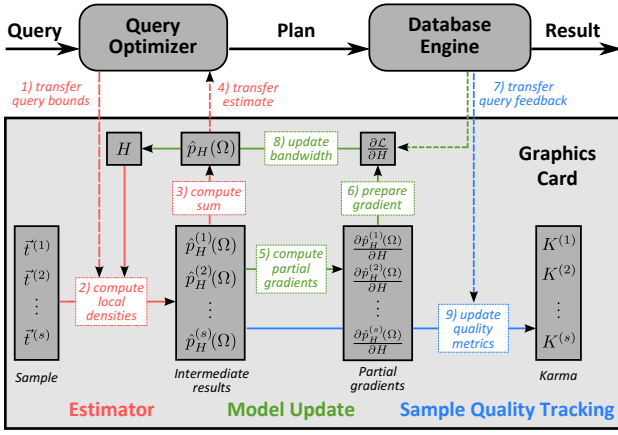 Query
Query
Optimizer
Plan
Database
Engine
Result
1) transfer
query bounds
4) transfer
estimate
7) transfer
query feedback
H
p̂_H(Ω)
8) update
bandwidth
∂ℒ/∂H
Graphics
Card
3) compute
sum
6) prepare
gradient
t⃗^(1)
t⃗^(2)
⋮
t⃗^(s)
2) compute
local
densities
p̂_H^(1)(Ω)
p̂_H^(2)(Ω)
⋮
p̂_H^(s)(Ω)
5) compute
partial
gradients
∂p̂_H^(1)(Ω)/∂H
∂p̂_H^(2)(Ω)/∂H
⋮
∂p̂_H^(s)(Ω)/∂H
9) update
quality
metrics
K^(1)
K^(2)
⋮
K^(s)
Sample
Intermediate
results
Partial
gradients
Karma
Estimator
Model Update
Sample Quality Tracking